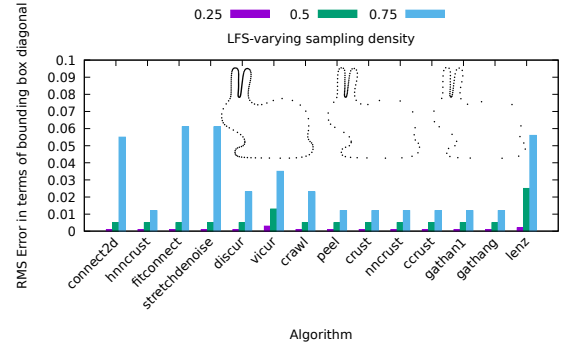 0.25 0.5 0.75
LFS-varying sampling density
RMS Error in terms of bounding box diagonal
0.1
0.09
0.08
0.07
0.06
0.05
0.04
0.03
0.02
0.01
0
connect2d
hnncrust
fitconnect
stretchdenoise
discur
vicur
crawl
peel
crust
nncrust
ccrust
gathan1
gathang
lenz
Algorithm